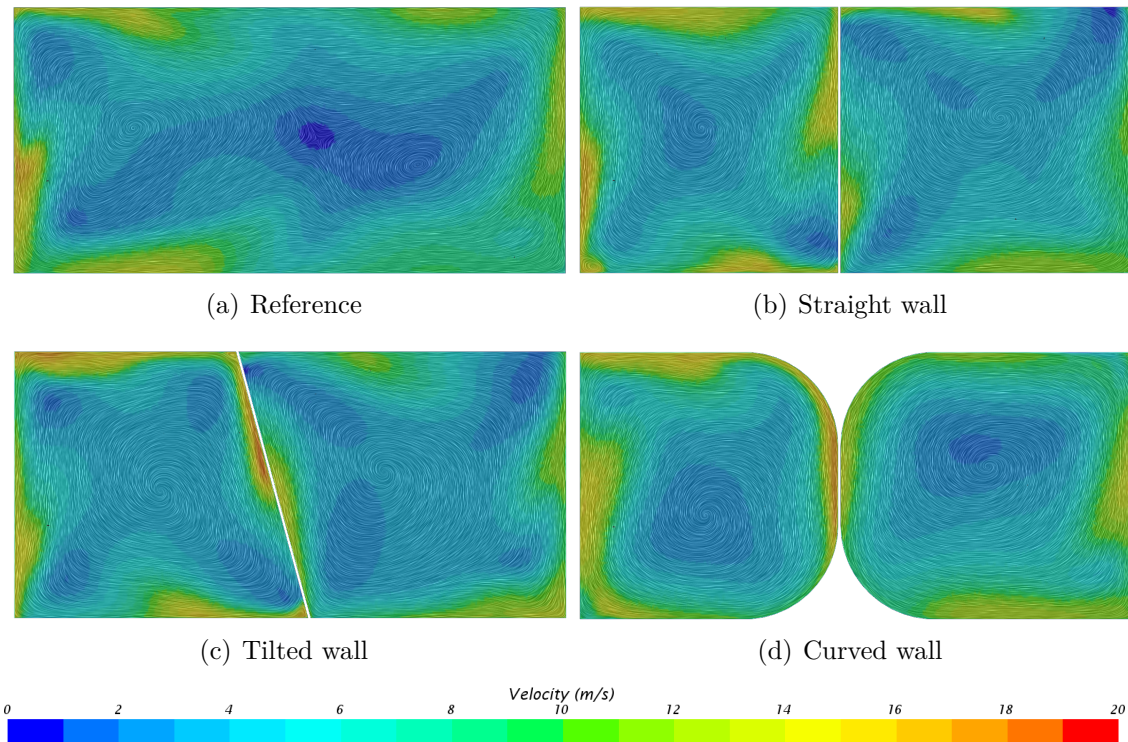 (a) Reference
(b) Straight wall
(c) Tilted wall
(d) Curved wall
Velocity (m/s)
0 2 4 6 8 10 12 14 16 18 20